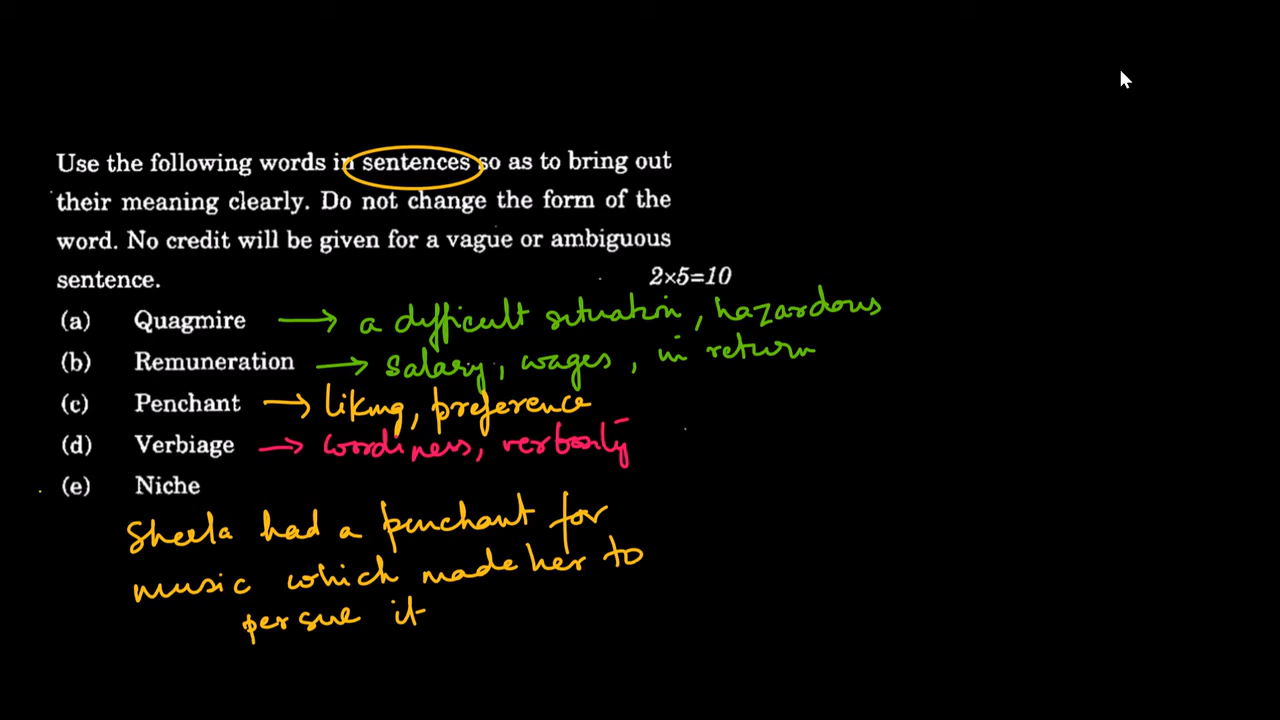 Use the following words in sentences so as to bring out
their meaning clearly. Do not change the form of the
word. No credit will be given for a vague or ambiguous
sentence. 2×5=10
(a) Quagmire → a difficult situation, hazardous
(b) Remuneration → salary, wages, in return
(c) Penchant → liking, preference
(d) Verbiage → wordiness, verbosity
(e) Niche
Sheela had a penchant for
music which made her to
persue it